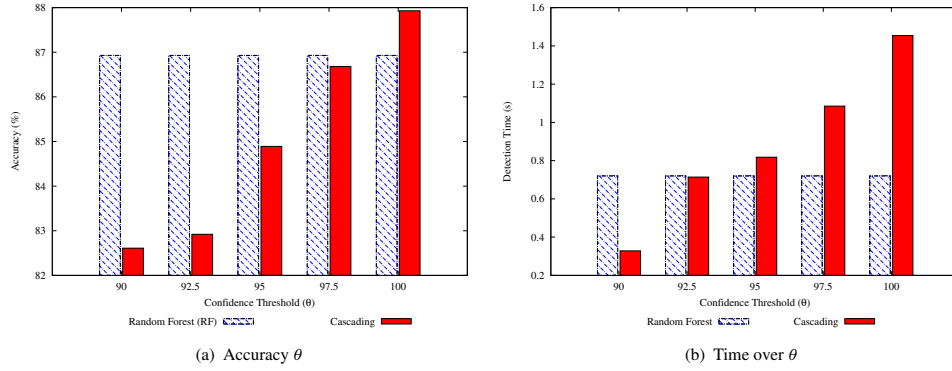 88
87
86
85
84
83
82
Accuracy (%)
90 92.5 95 97.5 100
Confidence Threshold (θ)
Random Forest (RF) Cascading
(a) Accuracy θ
1.6
1.4
1.2
1
0.8
0.6
0.4
0.2
Detection Time (s)
90 92.5 95 97.5 100
Confidence Threshold (θ)
Random Forest Cascading
(b) Time over θ